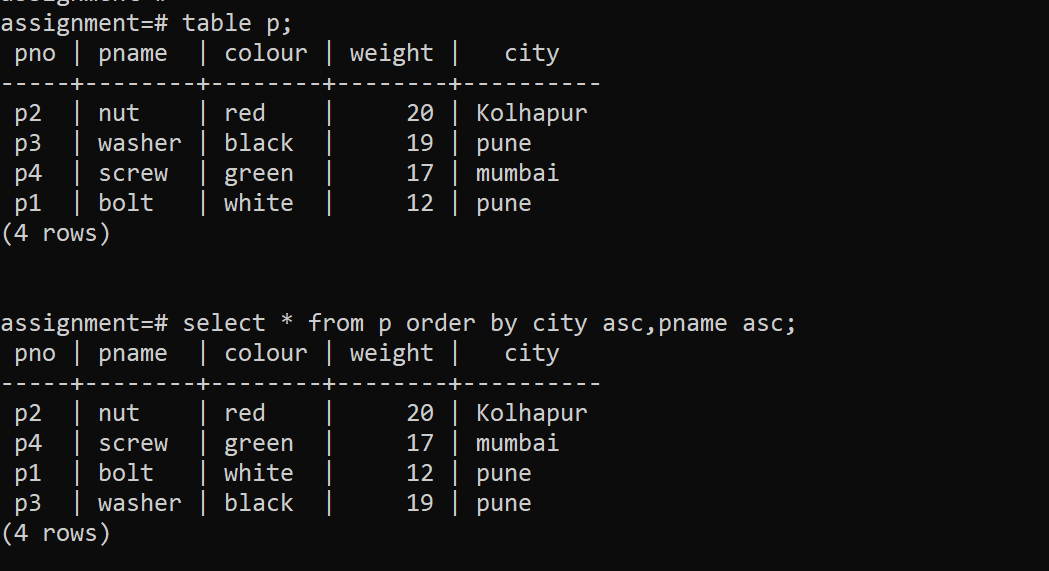 assignment=# table p;
 pno | pname  | colour | weight |   city
-----+--------+--------+--------+----------
 p2  | nut    | red    |     20 | Kolhapur
 p3  | washer | black  |     19 | pune
 p4  | screw  | green  |     17 | mumbai
 p1  | bolt   | white  |     12 | pune
(4 rows)
assignment=# select * from p order by city asc,pname asc;
 pno | pname  | colour | weight |   city
-----+--------+--------+--------+----------
 p2  | nut    | red    |     20 | Kolhapur
 p4  | screw  | green  |     17 | mumbai
 p1  | bolt   | white  |     12 | pune
 p3  | washer | black  |     19 | pune
(4 rows)